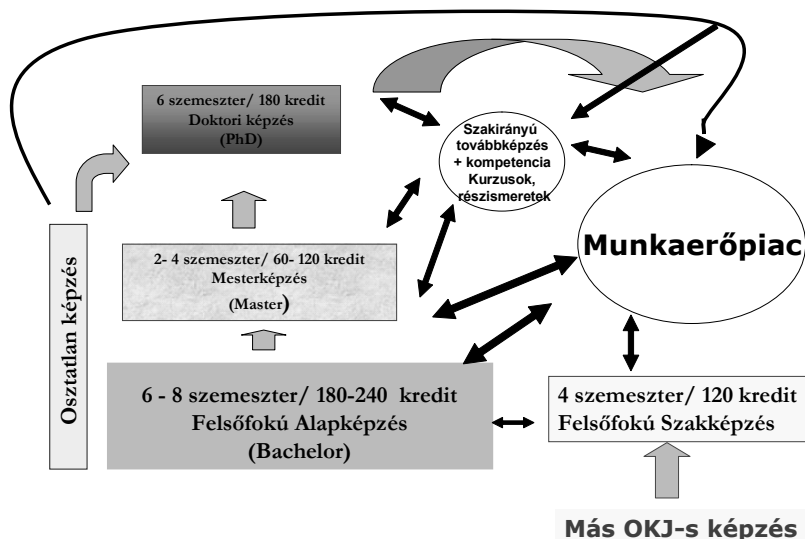 6 szemeszter/ 180 kredit
Doktori képzés
(PhD)
Szakirányú
továbbképzés
+ kompetencia
Kurzusok,
részismeretek
Munkaerőpiac
2- 4 szemeszter/ 60- 120 kredit
Mesterképzés
(Master)
Osztatlan képzés
6 - 8 szemeszter/ 180-240 kredit
Felsőfokú Alapképzés
(Bachelor)
4 szemeszter/ 120 kredit
Felsőfokú Szakképzés
Más OKJ-s képzés